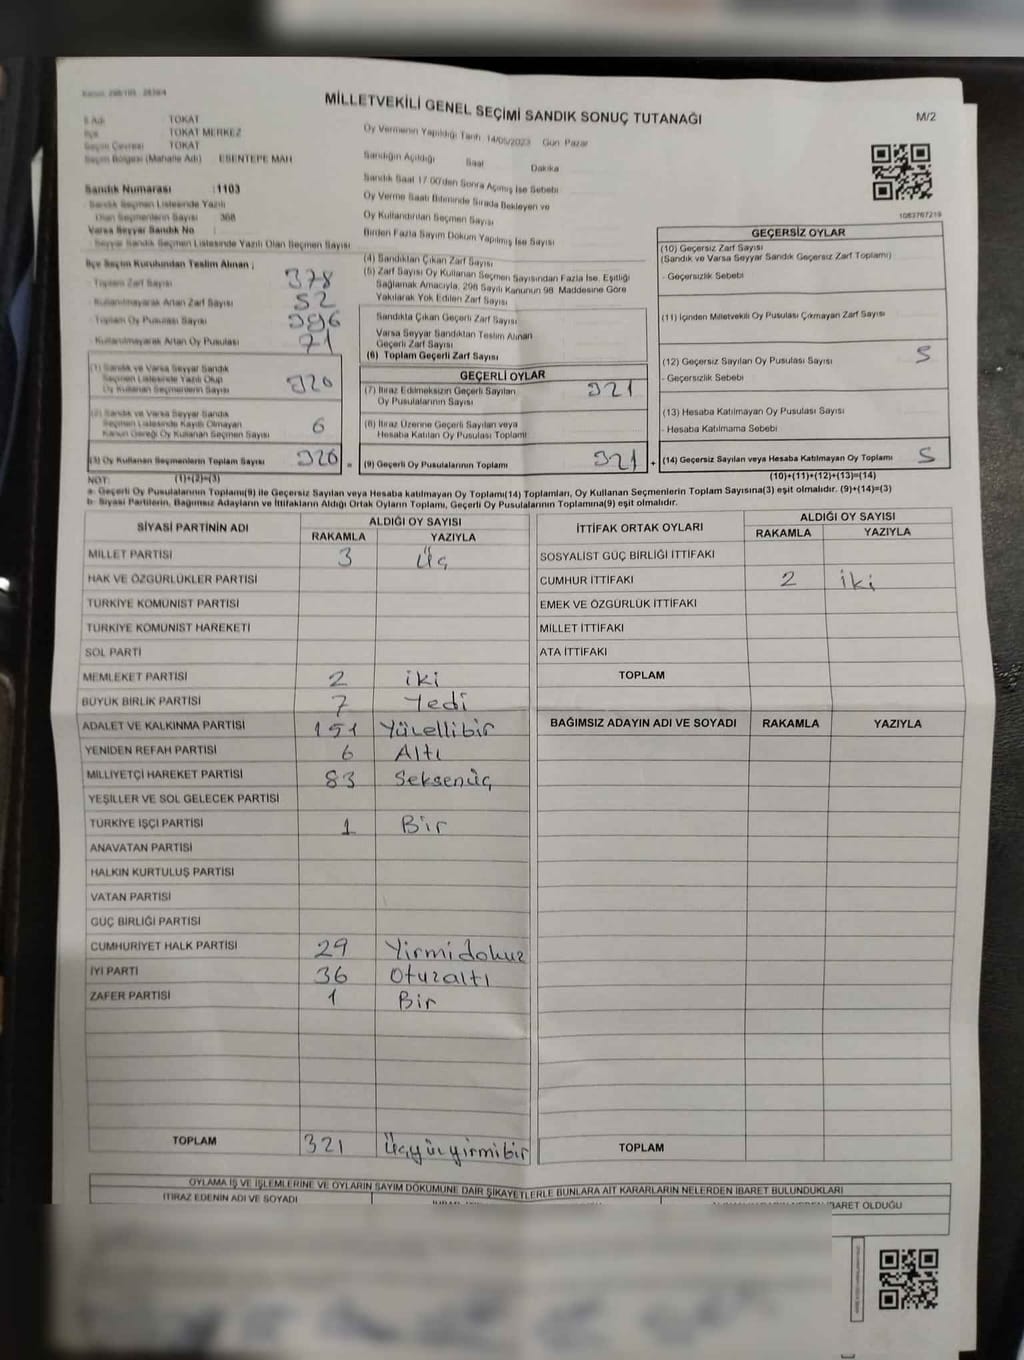 MİLLETVEKİLİ GENEL SEÇİMİ SANDIK SONUÇ TUTANAĞI
M/2
TOKAT
TOKAT MERKEZ
TOKAT
Seçim Bölgesi (Mahalle Adı) ESENTEPE MAH
Sandık Numarası :1103
Sandık Seçmen Listesinde Yazılı
Olan Seçmenlerin Sayısı 368
Varsa Seyyar Sandık No
Seyyar Sandık Seçmen Listesinde Yazılı Olan Seçmen Sayısı
Oy Vermenin Yapıldığı Tarih 14/05/2023 Gün Pazar
Sandığın Açıldığı Saat Dakika
Sandık Saat 17:00'den Sonra Açılmış İse Sebebi
Oy Verme Saati Bitiminde Sırada Bekleyen ve
Oy Kullandırılan Seçmen Sayısı
Birden Fazla Sayım Döküm Yapılmış İse Sayısı
1083767219
İlçe Seçim Kurulundan Teslim Alınan ;
Toplam Zarf Sayısı 378
Kullanılmayarak Artan Zarf Sayısı 52
Toplam Oy Pusulası Sayısı 396
Kullanılmayarak Artan Oy Pusulası 71
(1) Sandık ve Varsa Seyyar Sandık
Seçmen Listesinde Yazılı Olup
Oy Kullanan Seçmenlerin Sayısı 320
(2) Sandık ve Varsa Seyyar Sandık
Seçmen Listesinde Kayıtlı Olmayan
Kanun Gereği Oy Kullanan Seçmen Sayısı 6
(3) Oy Kullanan Seçmenlerin Toplam Sayısı 326 =
(4) Sandıktan Çıkan Zarf Sayısı
(5) Zarf Sayısı Oy Kullanan Seçmen Sayısından Fazla İse, Eşitliği
Sağlamak Amacıyla, 298 Sayılı Kanunun 98. Maddesine Göre
Yakılarak Yok Edilen Zarf Sayısı
Sandıkta Çıkan Geçerli Zarf Sayısı
Varsa Seyyar Sandıktan Teslim Alınan
Geçerli Zarf Sayısı
(6) Toplam Geçerli Zarf Sayısı
GEÇERLİ OYLAR
(7) İtiraz Edilmeksizin Geçerli Sayılan
Oy Pusulalarının Sayısı 321
(8) İtiraz Üzerine Geçerli Sayılan veya
Hesaba Katılan Oy Pusulası Toplamı
(9) Geçerli Oy Pusulalarının Toplamı 321 +
GEÇERSİZ OYLAR
(10) Geçersiz Zarf Sayısı
(Sandık ve Varsa Seyyar Sandık Geçersiz Zarf Toplamı)
- Geçersizlik Sebebi
(11) İçinden Milletvekili Oy Pusulası Çıkmayan Zarf Sayısı
(12) Geçersiz Sayılan Oy Pusulası Sayısı 5
- Geçersizlik Sebebi
(13) Hesaba Katılmayan Oy Pusulası Sayısı
- Hesaba Katılmama Sebebi
(14) Geçersiz Sayılan veya Hesaba Katılmayan Oy Toplamı 5
NOT: (1)+(2)=(3)
(10)+(11)+(12)+(13)=(14)
a- Geçerli Oy Pusulalarının Toplamı(9) ile Geçersiz Sayılan veya Hesaba katılmayan Oy Toplamı(14) Toplamları, Oy Kullanan Seçmenlerin Toplam Sayısına(3) eşit olmalıdır. (9)+(14)=(3)
b- Siyasi Partilerin, Bağımsız Adayların ve İttifakların Aldığı Ortak Oyların Toplamı, Geçerli Oy Pusulalarının Toplamına(9) eşit olmalıdır.
SİYASİ PARTİNİN ADI ALDIĞI OY SAYISI
RAKAMLA YAZIYLA
MİLLET PARTİSİ 3 Üç
HAK VE ÖZGÜRLÜKLER PARTİSİ
TÜRKİYE KOMÜNİST PARTİSİ
TÜRKİYE KOMÜNİST HAREKETİ
SOL PARTİ
MEMLEKET PARTİSİ 2 iki
BÜYÜK BİRLİK PARTİSİ 7 Yedi
ADALET VE KALKINMA PARTİSİ 151 Yüzellibir
YENİDEN REFAH PARTİSİ 6 Altı
MİLLİYETÇİ HAREKET PARTİSİ 83 Seksenüç
YEŞİLLER VE SOL GELECEK PARTİSİ
TÜRKİYE İŞÇİ PARTİSİ 1 Bir
ANAVATAN PARTİSİ
HALKIN KURTULUŞ PARTİSİ
VATAN PARTİSİ
GÜÇ BİRLİĞİ PARTİSİ
CUMHURİYET HALK PARTİSİ 29 Yirmidokuz
İYİ PARTİ 36 Otuzaltı
ZAFER PARTİSİ 1 Bir
TOPLAM 321 Üçyüzyirmibir
İTTİFAK ORTAK OYLARI ALDIĞI OY SAYISI
RAKAMLA YAZIYLA
SOSYALİST GÜÇ BİRLİĞİ İTTİFAKI
CUMHUR İTTİFAKI 2 iki
EMEK VE ÖZGÜRLÜK İTTİFAKI
MİLLET İTTİFAKI
ATA İTTİFAKI
TOPLAM
BAĞIMSIZ ADAYIN ADI VE SOYADI RAKAMLA YAZIYLA
TOPLAM
OYLAMA İŞ VE İŞLEMLERİNE VE OYLARIN SAYIM DÖKÜMÜNE DAİR ŞİKAYETLERLE BUNLARA AİT KARARLARIN NELERDEN İBARET BULUNDUKLARI
İTİRAZ EDENİN ADI VE SOYADI
İBARET OLDUĞU